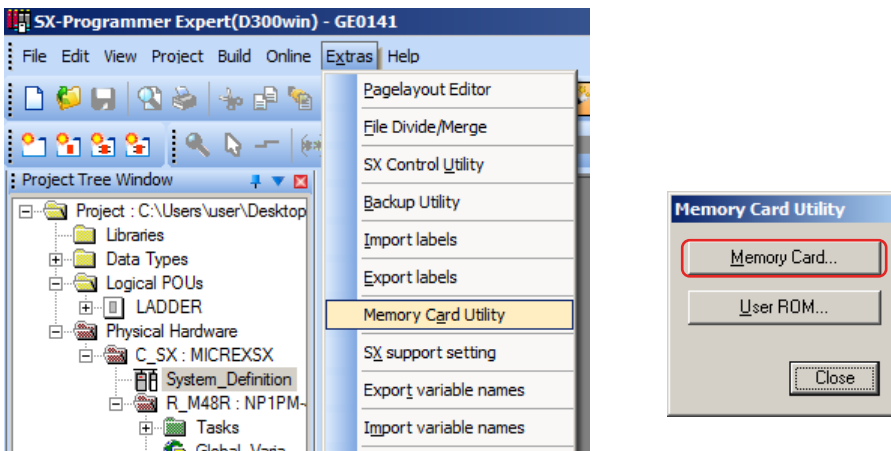 SX-Programmer Expert(D300win) - GE0141
File Edit View Project Build Online Extras Help
Pagelayout Editor
File Divide/Merge
SX Control Utility
Backup Utility
Import labels
Export labels
Memory Card Utility
SX support setting
Export variable names
Import variable names
Project Tree Window
Project : C:\Users\user\Desktop
Libraries
Data Types
Logical POUs
LADDER
Physical Hardware
C_SX : MICREXSX
System_Definition
R_M48R : NP1PM-
Tasks
Global_Varia
Memory Card Utility
Memory Card...
User ROM...
Close